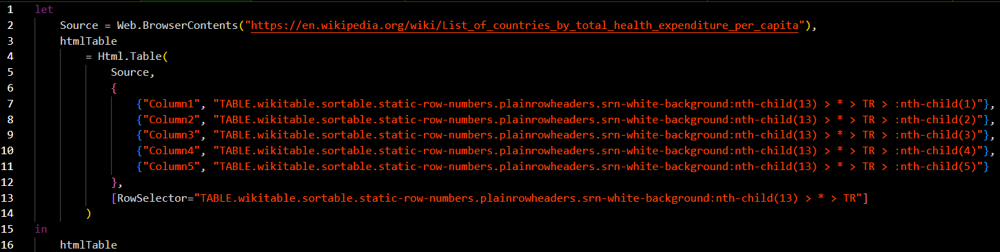 1 let
2 Source = Web.BrowserContents("https://en.wikipedia.org/wiki/List_of_countries_by_total_health_expenditure_per_capita"),
3 htmlTable
4 = Html.Table(
5 Source,
6 {
7 {"Column1", "TABLE.wikitable.sortable.static-row-numbers.plainrowheaders.srn-white-background:nth-child(13) > * > TR > :nth-child(1)"},
8 {"Column2", "TABLE.wikitable.sortable.static-row-numbers.plainrowheaders.srn-white-background:nth-child(13) > * > TR > :nth-child(2)"},
9 {"Column3", "TABLE.wikitable.sortable.static-row-numbers.plainrowheaders.srn-white-background:nth-child(13) > * > TR > :nth-child(3)"},
10 {"Column4", "TABLE.wikitable.sortable.static-row-numbers.plainrowheaders.srn-white-background:nth-child(13) > * > TR > :nth-child(4)"},
11 {"Column5", "TABLE.wikitable.sortable.static-row-numbers.plainrowheaders.srn-white-background:nth-child(13) > * > TR > :nth-child(5)"}
12 },
13 [RowSelector="TABLE.wikitable.sortable.static-row-numbers.plainrowheaders.srn-white-background:nth-child(13) > * > TR"]
14 )
15 in
16 htmlTable